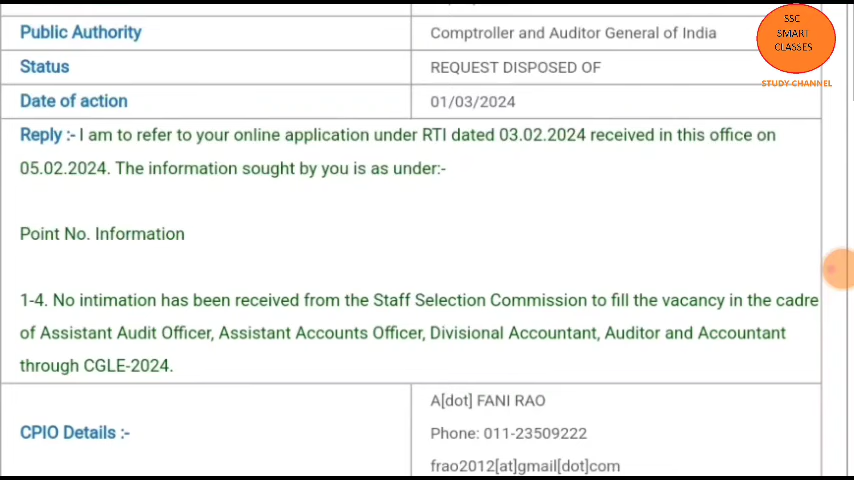 SSC
SMART
CLASSES
STUDY CHANNEL
Public Authority Comptroller and Auditor General of India
Status REQUEST DISPOSED OF
Date of action 01/03/2024
Reply :- I am to refer to your online application under RTI dated 03.02.2024 received in this office on
05.02.2024. The information sought by you is as under:-
Point No. Information
1-4. No intimation has been received from the Staff Selection Commission to fill the vacancy in the cadre
of Assistant Audit Officer, Assistant Accounts Officer, Divisional Accountant, Auditor and Accountant
through CGLE-2024.
CPIO Details :-
A[dot] FANI RAO
Phone: 011-23509222
frao2012[at]gmail[dot]com